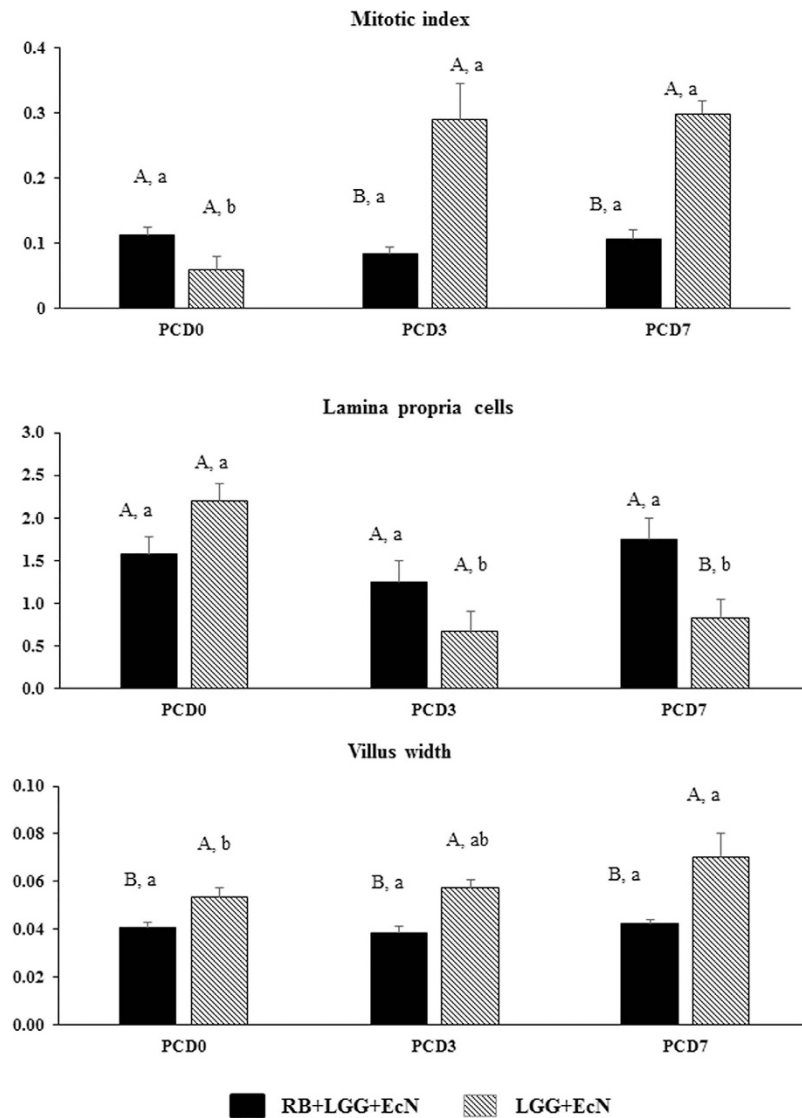 Mitotic index
0.4
0.3
0.2
0.1
0
A, a
A, b
B, a
A, a
B, a
A, a
PCD0 PCD3 PCD7
Lamina propria cells
3.0
2.5
2.0
1.5
1.0
0.5
0.0
A, a
A, a
A, a
A, b
A, a
B, b
PCD0 PCD3 PCD7
Villus width
0.10
0.08
0.06
0.04
0.02
0.00
B, a
A, b
B, a
A, ab
B, a
A, a
PCD0 PCD3 PCD7
RB+LGG+EcN LGG+EcN